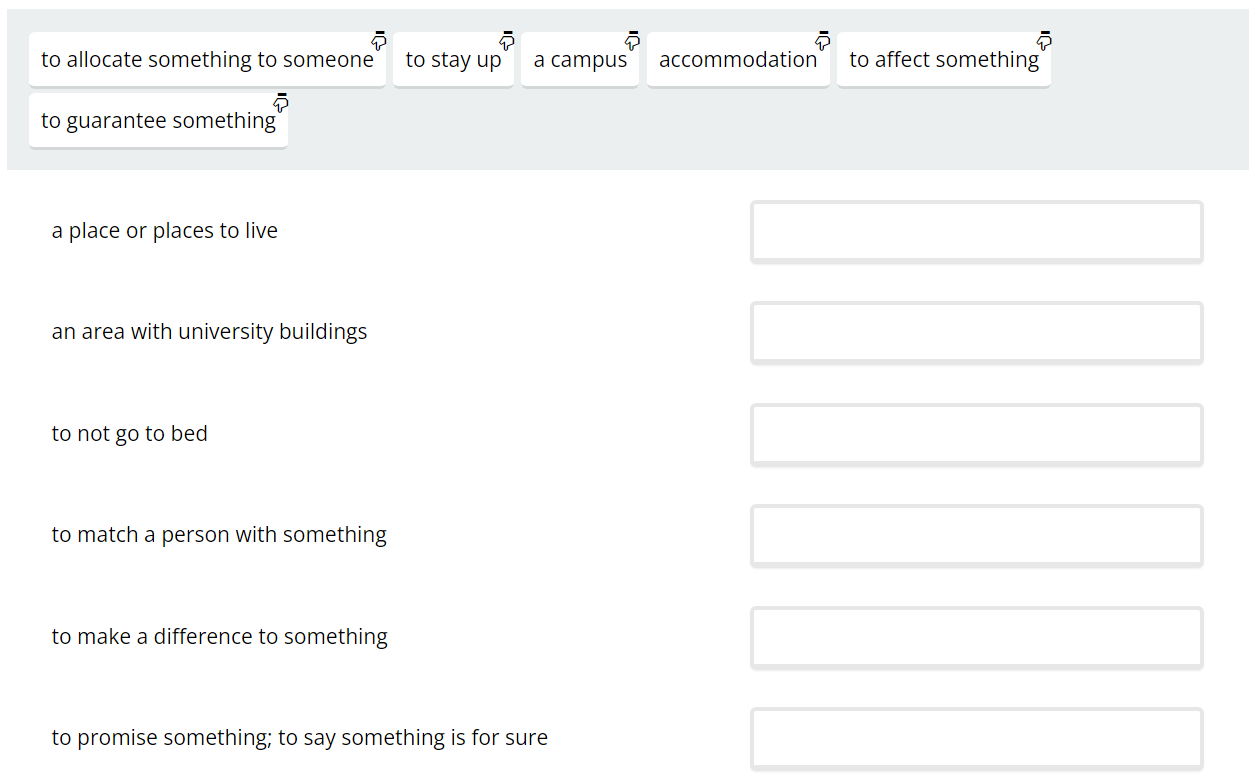 to allocate something to someone to stay up a campus accommodation to affect something
to guarantee something
a place or places to live
an area with university buildings
to not go to bed
to match a person with something
to make a difference to something
to promise something; to say something is for sure